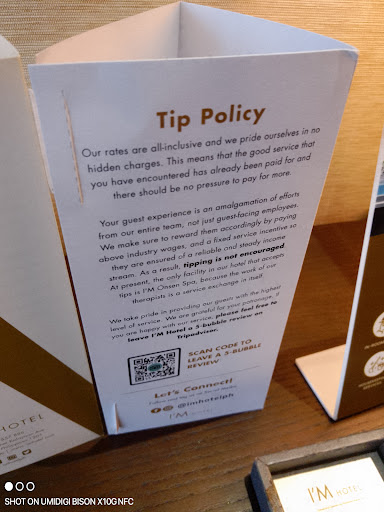 Tip Policy
Our rates are all-inclusive and we pride ourselves in no
hidden charges. This means that the good service that
you have encountered has already been paid for and
there should be no pressure to pay for more.
Your guest experience is an amalgamation of efforts
from our entire team, not just guest-facing employees.
We make sure to reward them accordingly by paying
above industry wages, and a fixed service incentive so
they are ensured of a reliable and steady income
stream. As a result, tipping is not encouraged.
At present, the only facility in our hotel that accepts
tips is I'M Onsen Spa, because the work of our
therapists is a service exchange in itself.
We take pride in providing our guests with the highest
level of service. We are grateful for your patronage. If
you are happy with our service, please feel free to
leave I'M Hotel a 5-bubble review on
Tripadvisor.
SCAN CODE TO
LEAVE A 5-BUBBLE
REVIEW
Let's Connect!
@imhotelph
I'M HOTEL
HOTEL
I'M HOTEL
SHOT ON UMIDIGI BISON X10G NFC